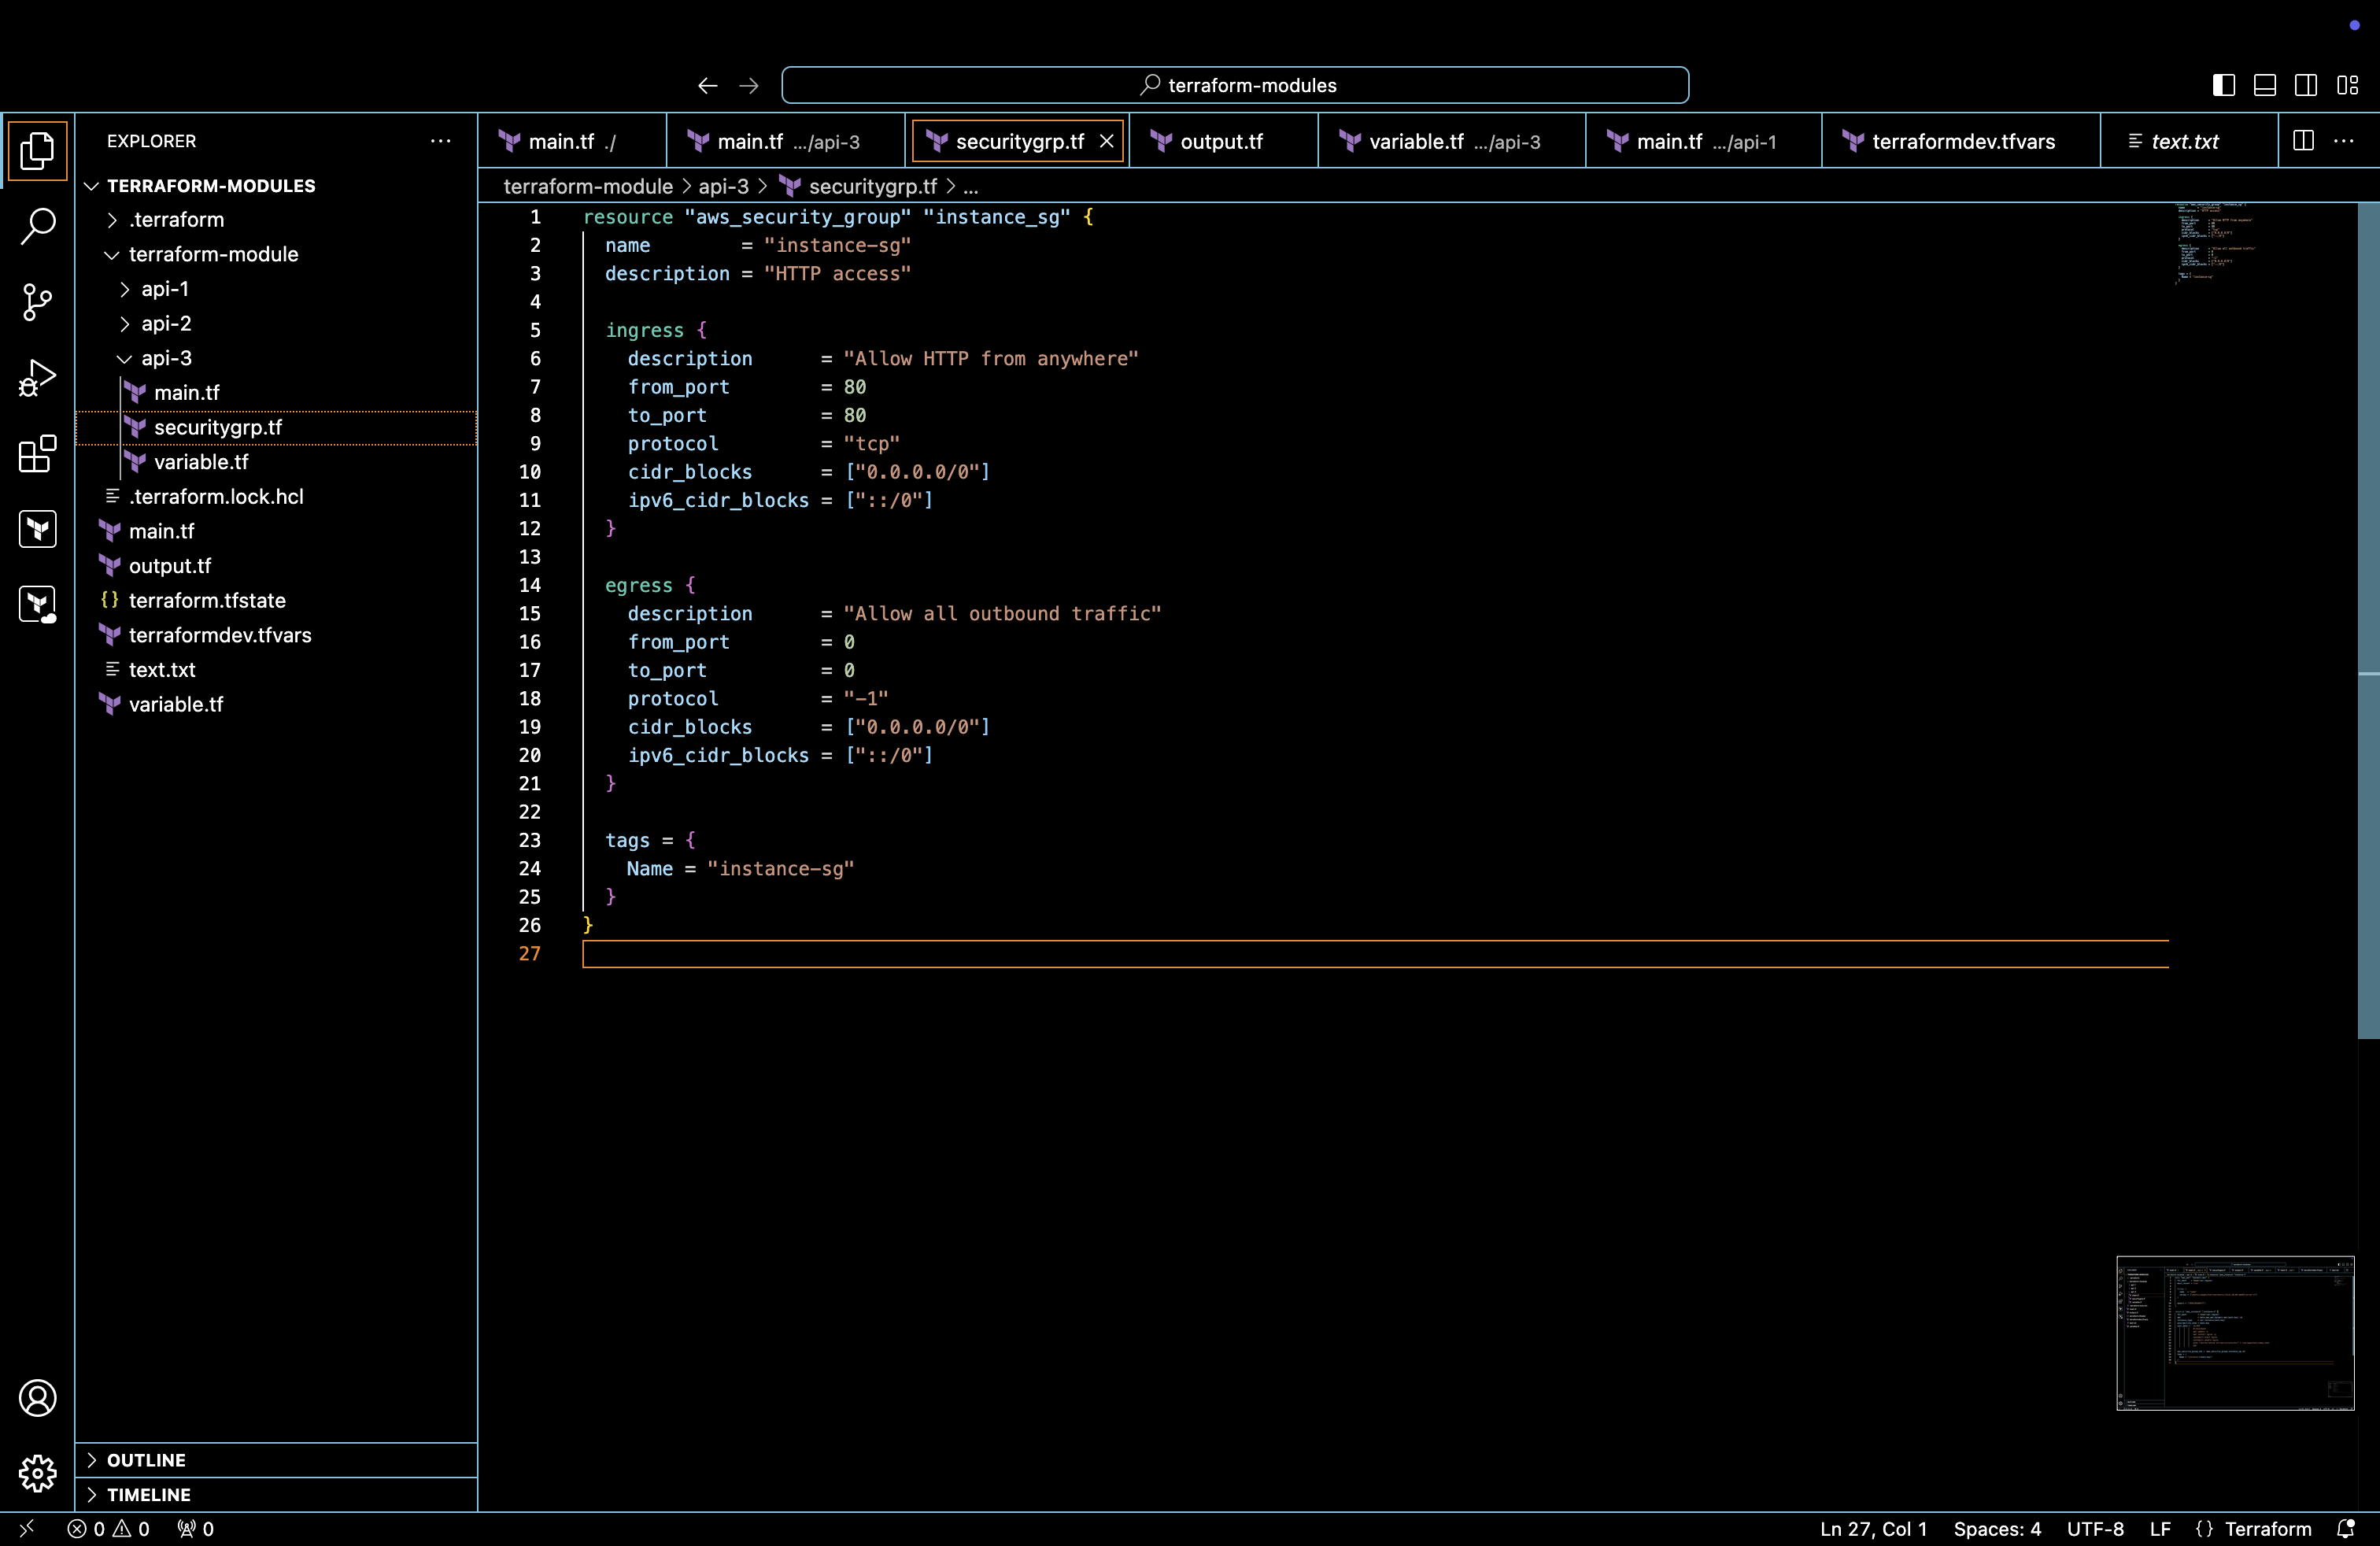 terraform-modules
EXPLORER
TERRAFORM-MODULES
.terraform
terraform-module
api-1
api-2
api-3
main.tf
securitygrp.tf
variable.tf
.terraform.lock.hcl
main.tf
output.tf
{} terraform.tfstate
terraformdev.tfvars
text.txt
variable.tf
OUTLINE
TIMELINE
main.tf ./
main.tf .../api-3
securitygrp.tf
output.tf
variable.tf .../api-3
main.tf .../api-1
terraformdev.tfvars
text.txt
terraform-module > api-3 > securitygrp.tf > ...
1 resource "aws_security_group" "instance_sg" {
2 name = "instance-sg"
3 description = "HTTP access"
4
5 ingress {
6 description = "Allow HTTP from anywhere"
7 from_port = 80
8 to_port = 80
9 protocol = "tcp"
10 cidr_blocks = ["0.0.0.0/0"]
11 ipv6_cidr_blocks = ["::/0"]
12 }
13
14 egress {
15 description = "Allow all outbound traffic"
16 from_port = 0
17 to_port = 0
18 protocol = "-1"
19 cidr_blocks = ["0.0.0.0/0"]
20 ipv6_cidr_blocks = ["::/0"]
21 }
22
23 tags = {
24 Name = "instance-sg"
25 }
26 }
27
0 0 0
Ln 27, Col 1 Spaces: 4 UTF-8 LF {} Terraform